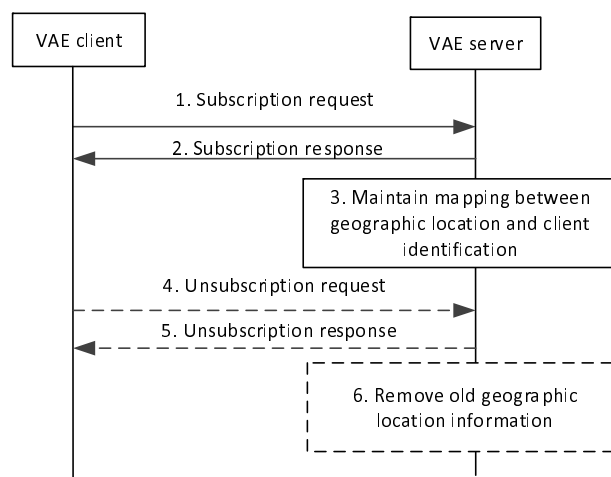 VAE client
VAE server
1. Subscription request
2. Subscription response
3. Maintain mapping between
geographic location and client
identification
4. Unsubscription request
5. Unsubscription response
6. Remove old geographic
location information